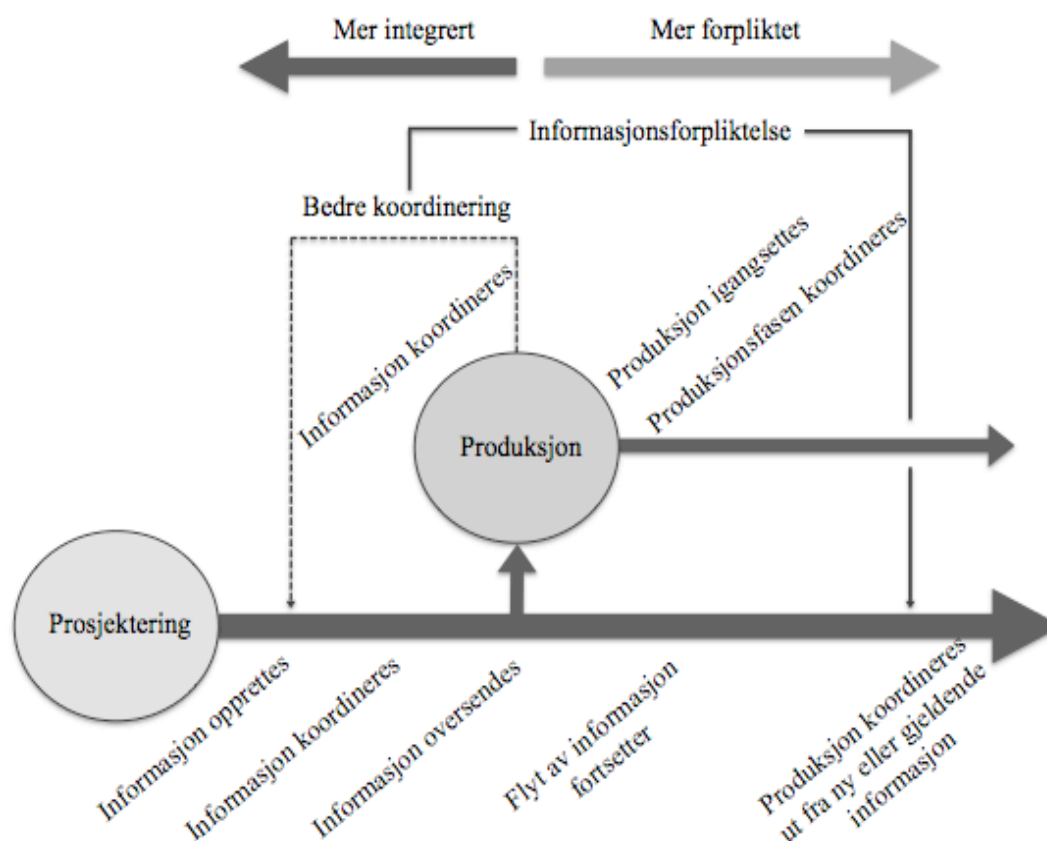 Mer integrert
Mer forpliktet
Informasjonsforpliktelse
Bedre koordinering
Informasjon koordineres
Produksjon igangsettes
Produksjonsfasen koordineres
Produksjon
Prosjektering
Informasjon opprettes
Informasjon koordineres
Informasjon oversendes
Flyt av informasjon
fortsetter
Produksjon koordineres
ut fra ny eller gjeldende
informasjon